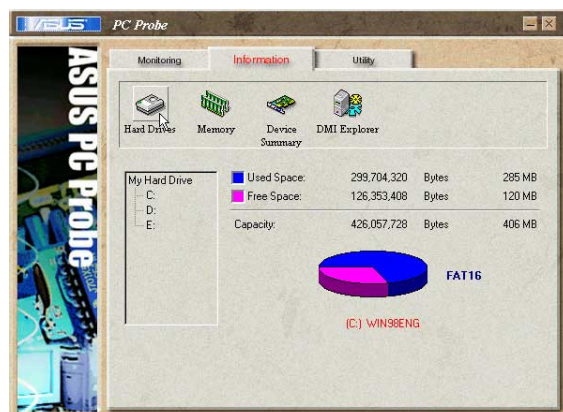 ASUS PC Probe
ASUS PC Probe
Monitoring Information Utility
Hard Drives Memory Device Summary DMI Explorer
My Hard Drive
C:
D:
E:
Used Space: 299,704,320 Bytes 285 MB
Free Space: 126,353,408 Bytes 120 MB
Capacity: 426,057,728 Bytes 406 MB
FAT16
(C:) WIN98ENG